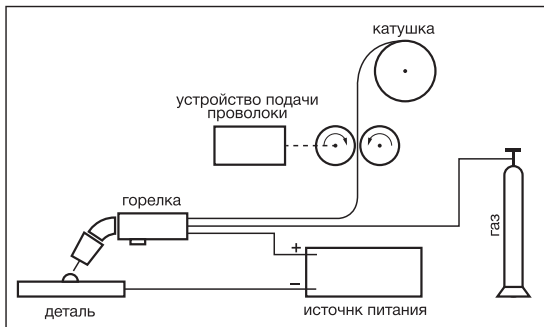 катушка
устройство подачи
проволоки
горелка
газ
+
–
деталь
источнк питания